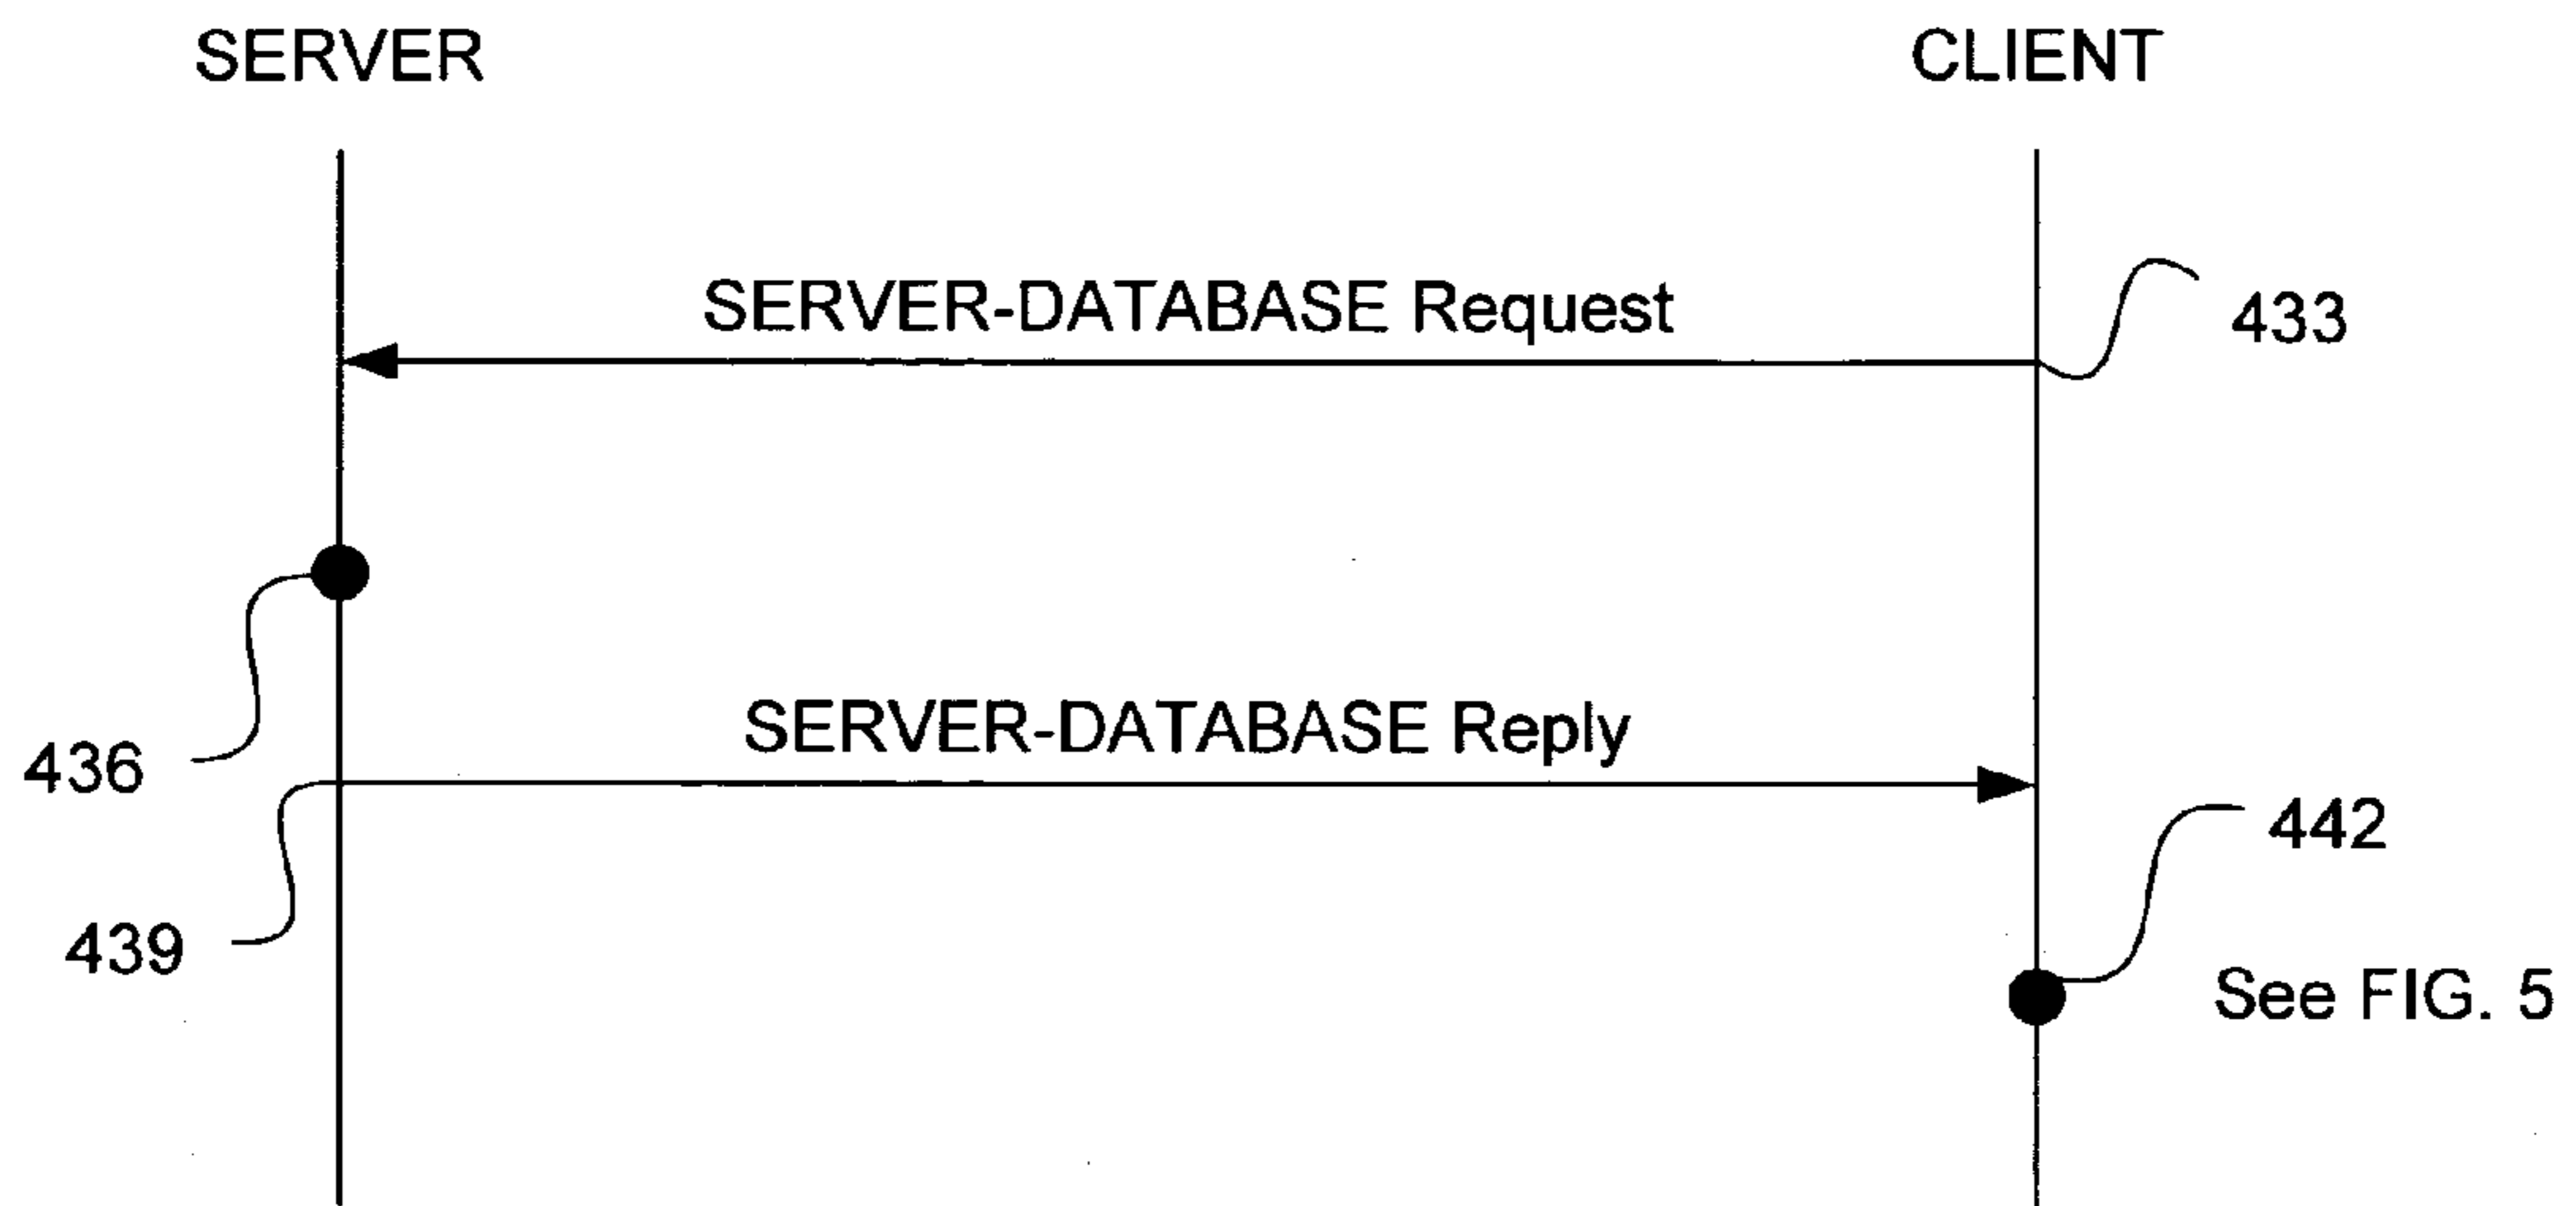 SERVER
CLIENT
SERVER-DATABASE Request
433
SERVER-DATABASE Reply
436
442
439
See FIG. 5